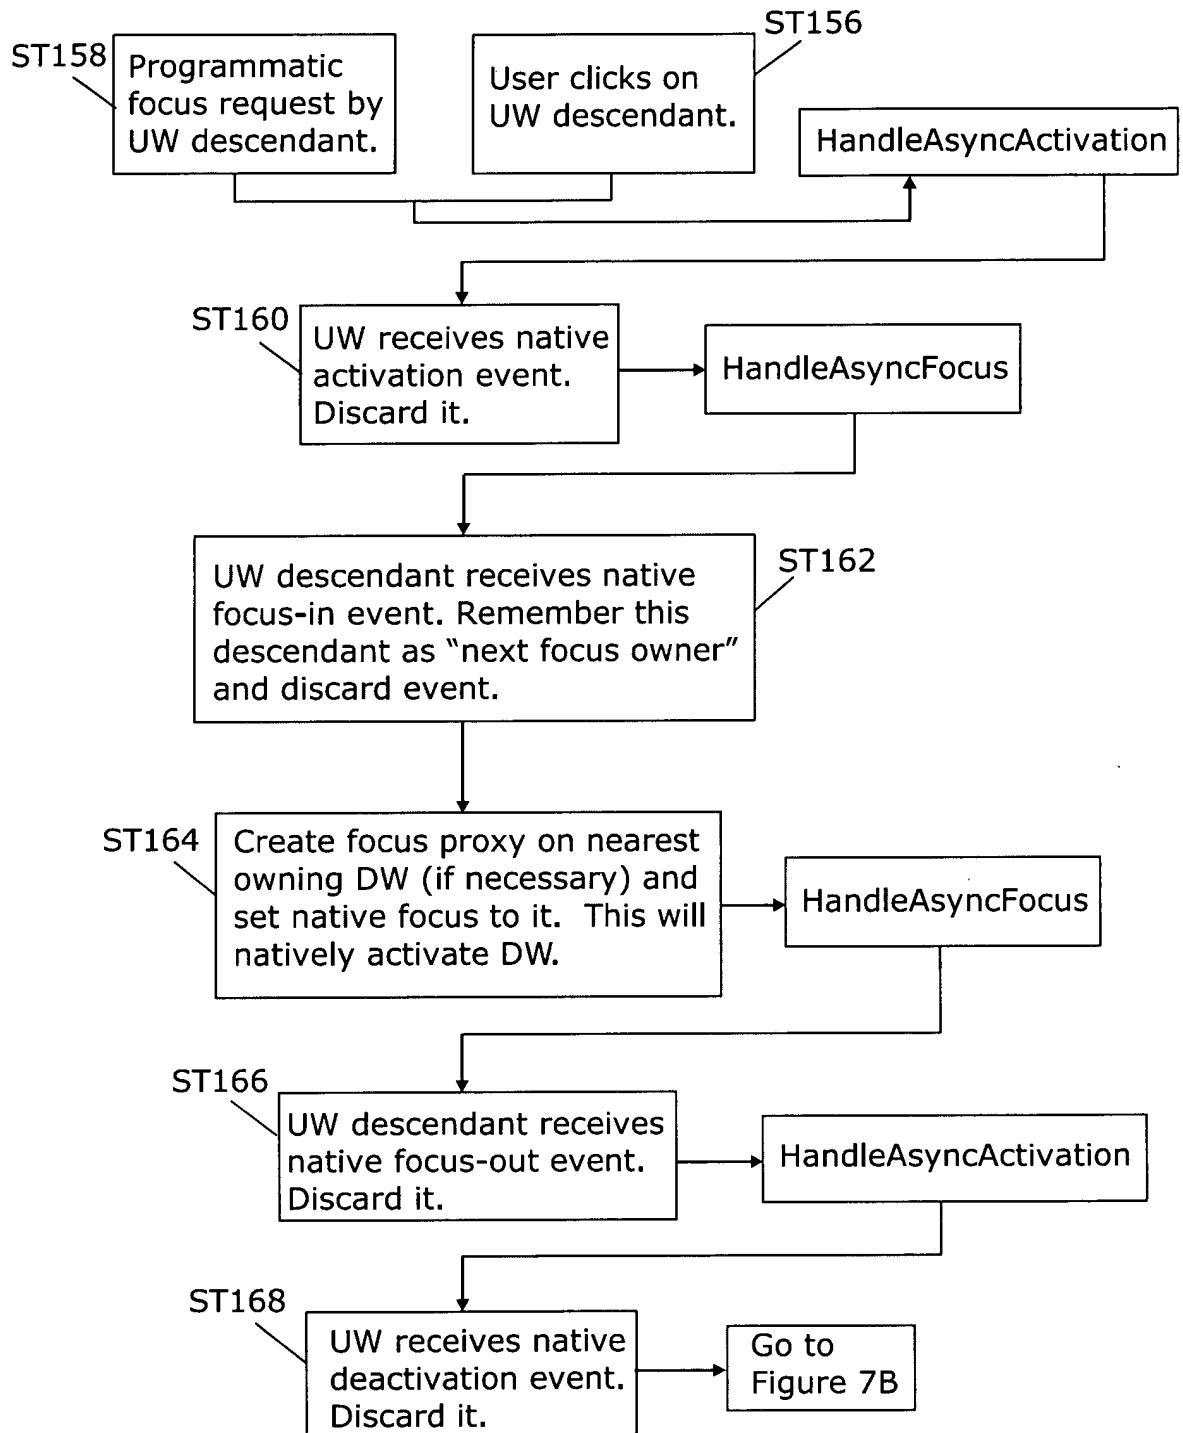 ST158
Programmatic
focus request by
UW descendant.
ST156
User clicks on
UW descendant.
HandleAsyncActivation
ST160
UW receives native
activation event.
Discard it.
HandleAsyncFocus
ST162
UW descendant receives native
focus-in event. Remember this
descendant as “next focus owner”
and discard event.
ST164
Create focus proxy on nearest
owning DW (if necessary) and
set native focus to it. This will
natively activate DW.
HandleAsyncFocus
ST166
UW descendant receives
native focus-out event.
Discard it.
HandleAsyncActivation
ST168
UW receives native
deactivation event.
Discard it.
Go to
Figure 7B